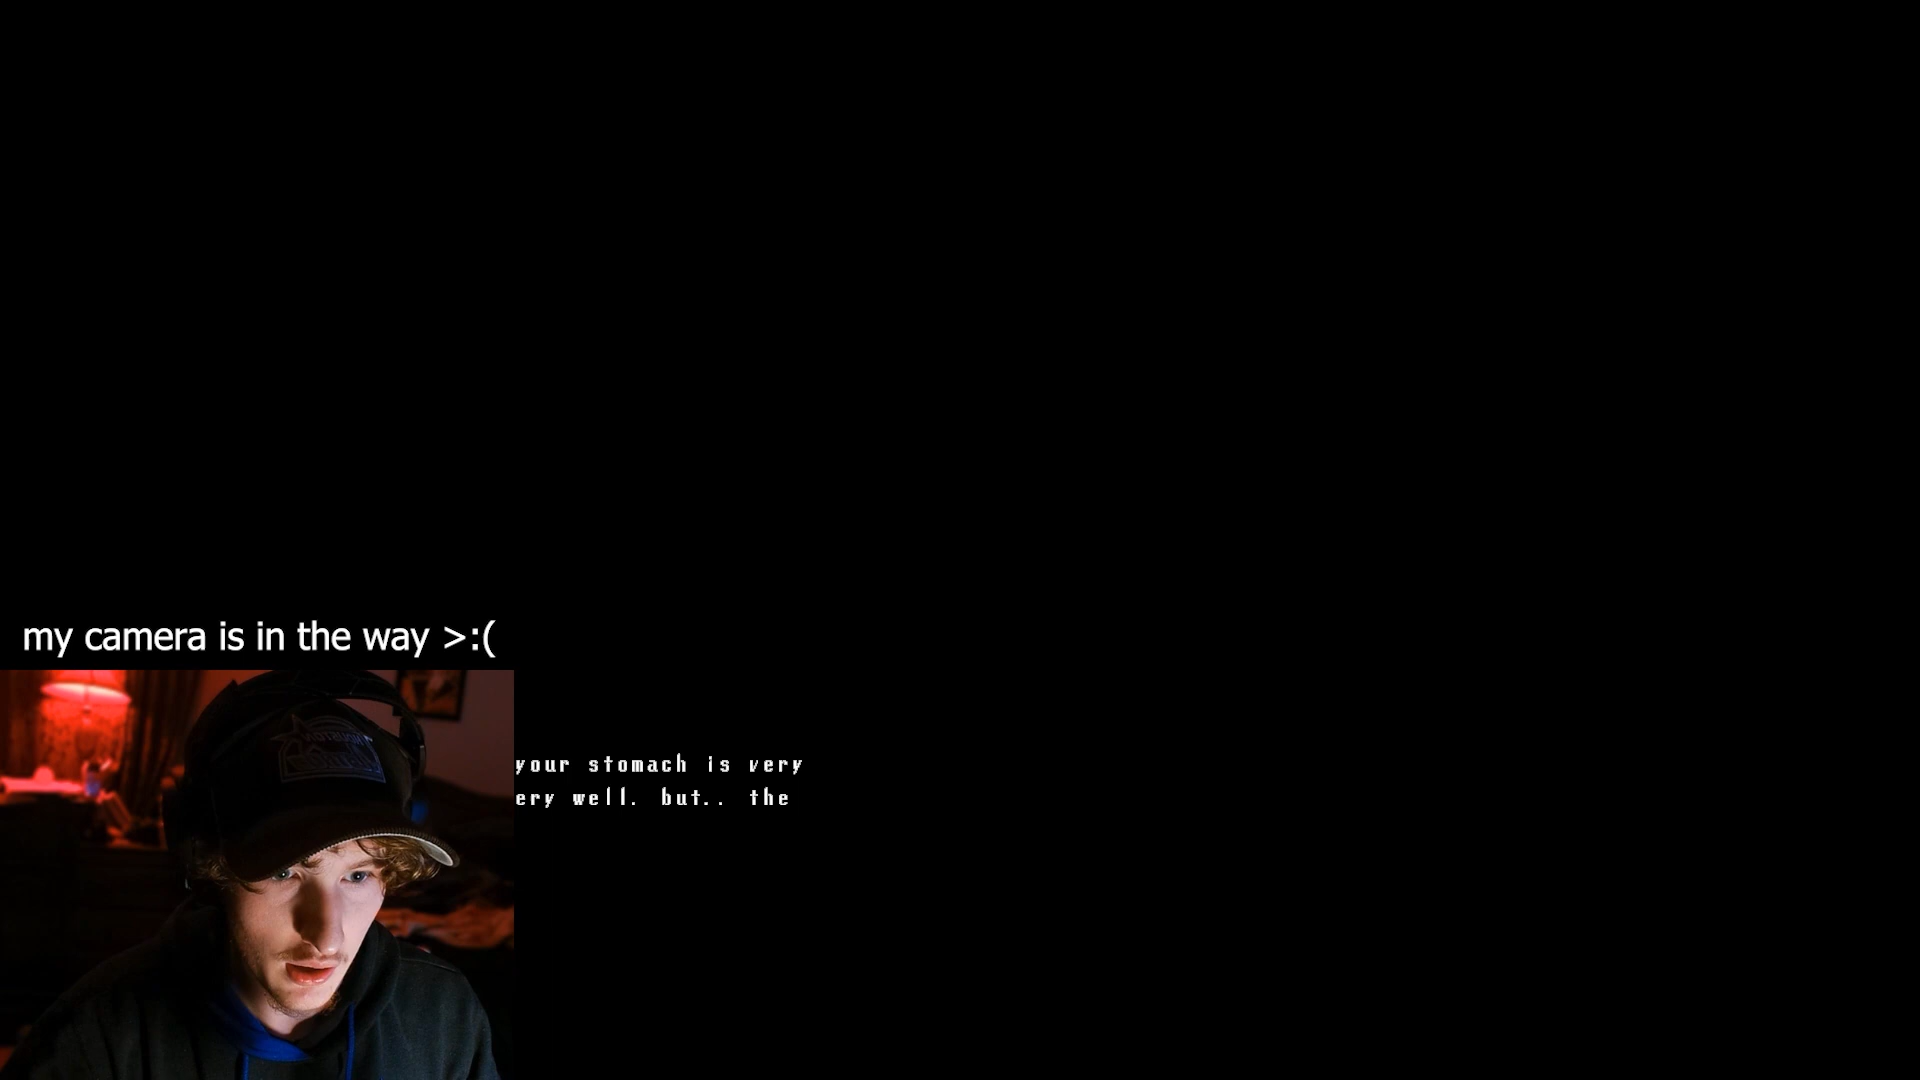 my camera is in the way >:(
your stomach is very
ery well. but.. the